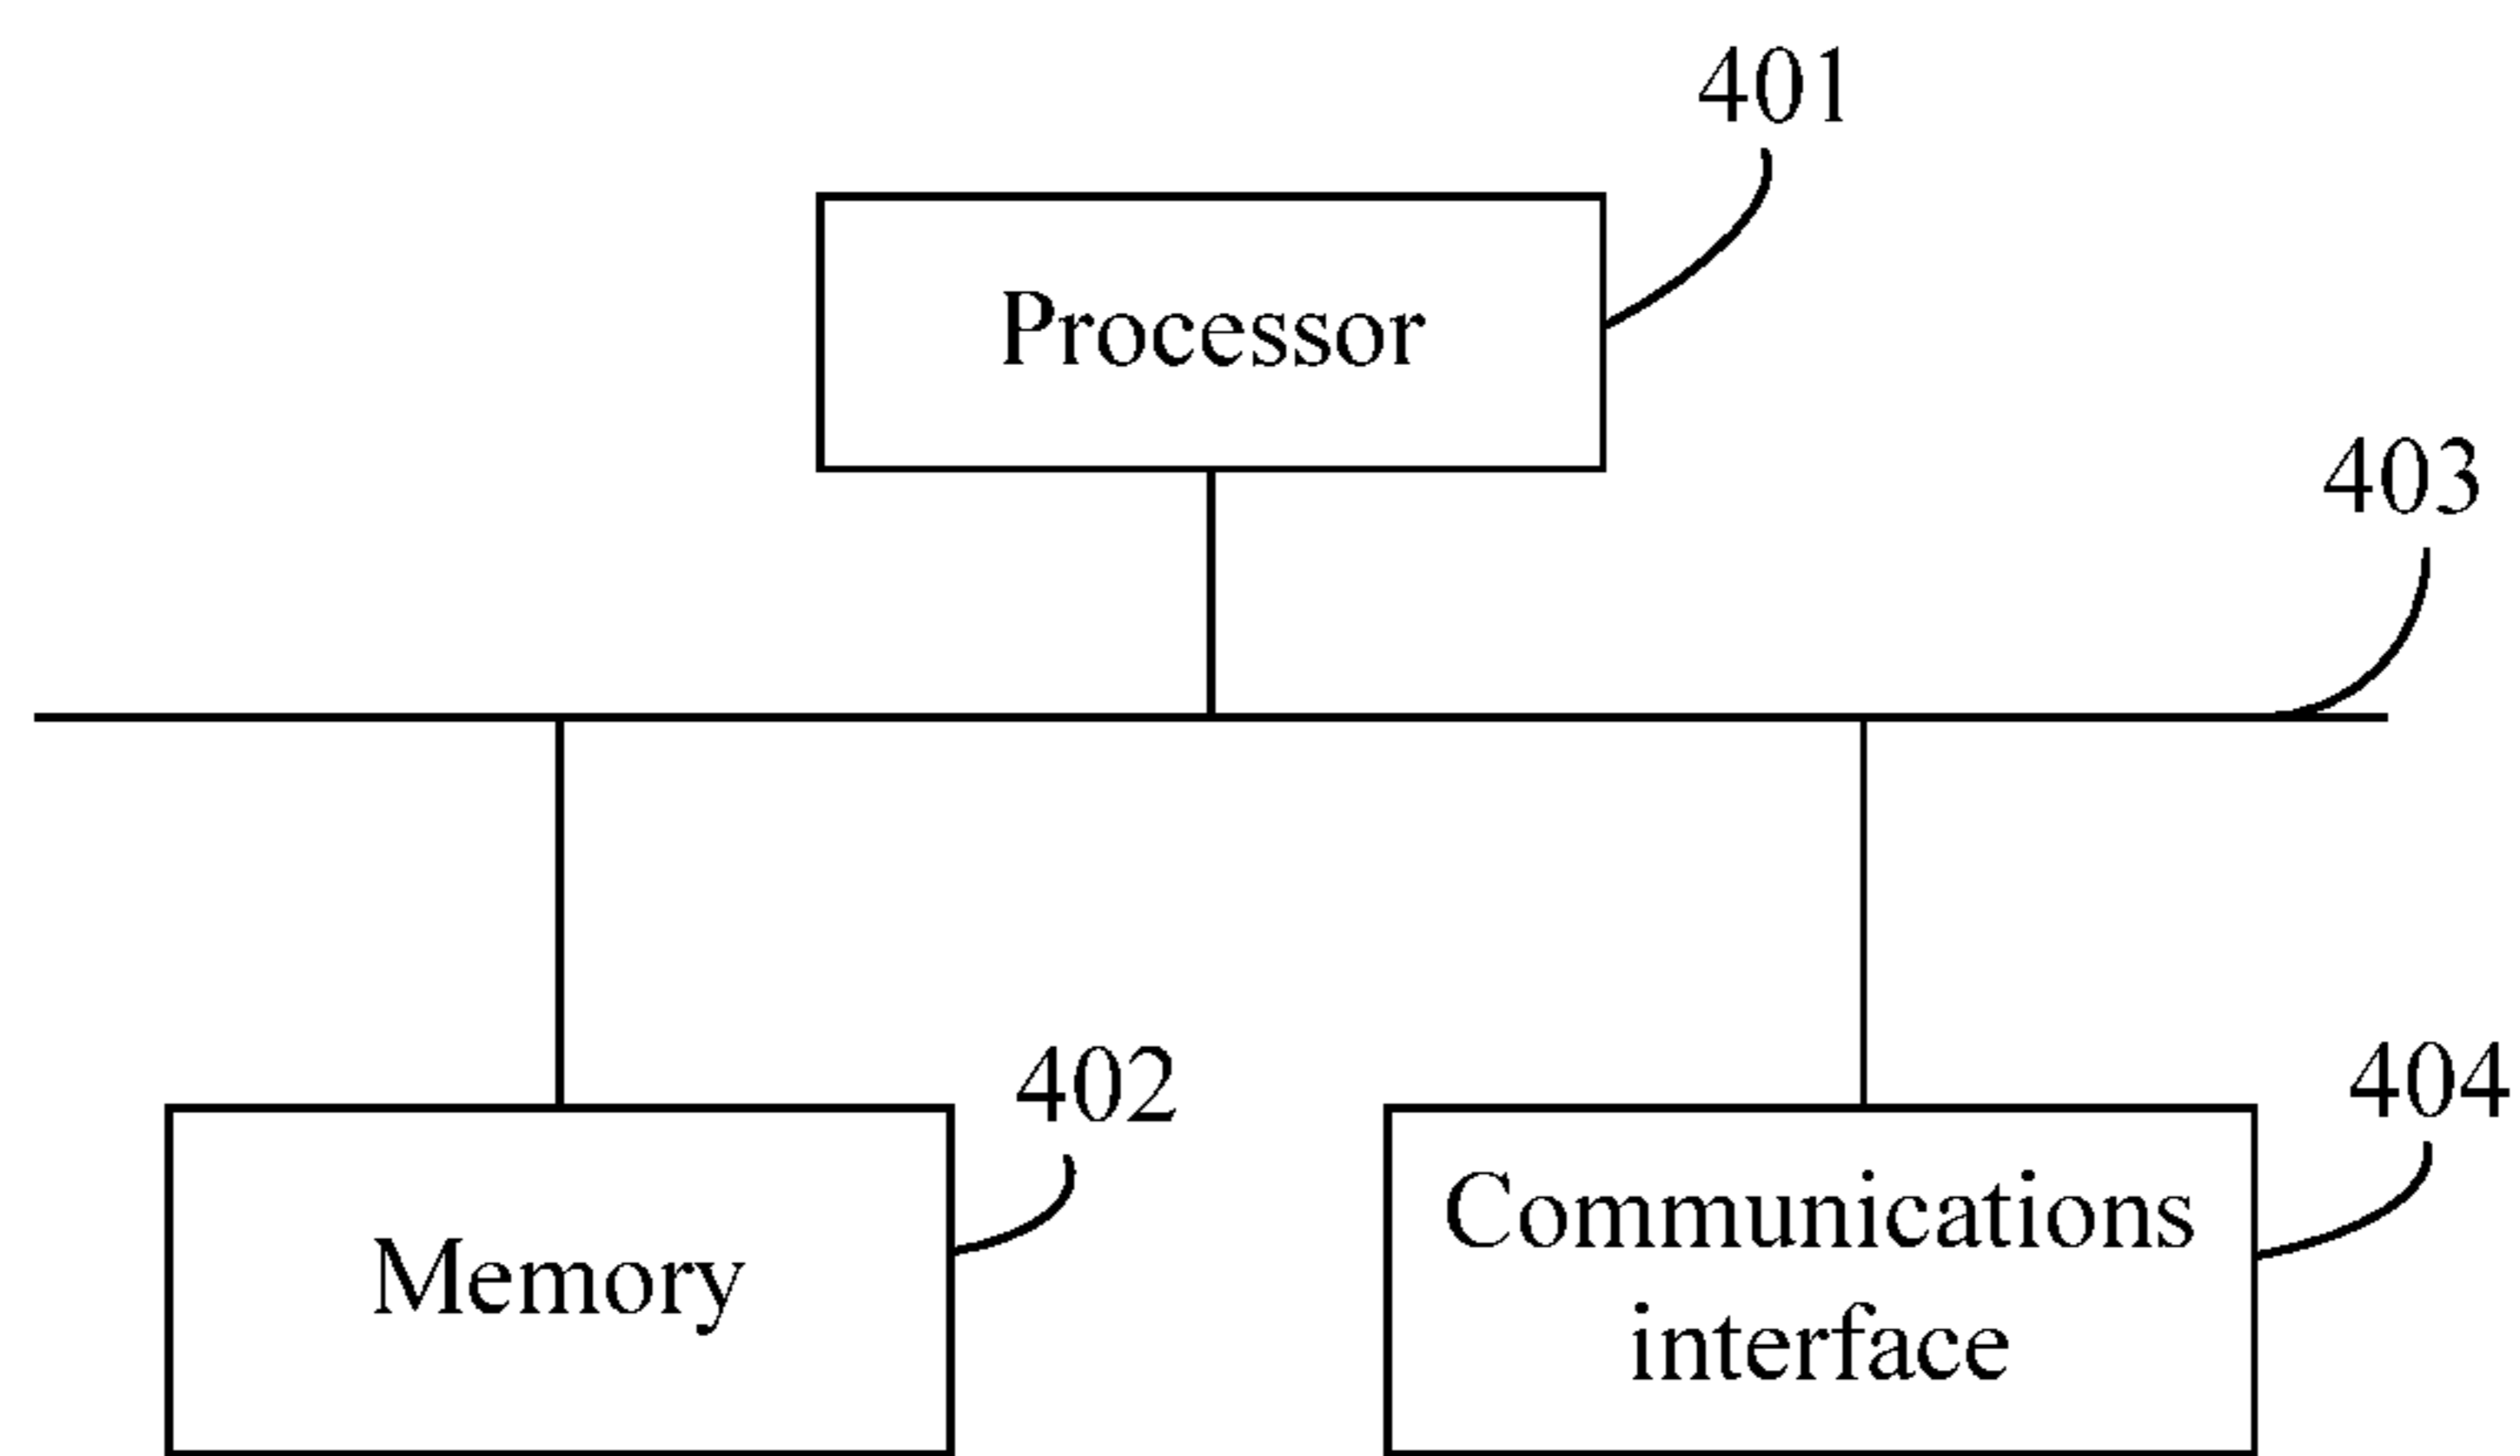 401
Processor
403
402
404
Memory
Communications
interface